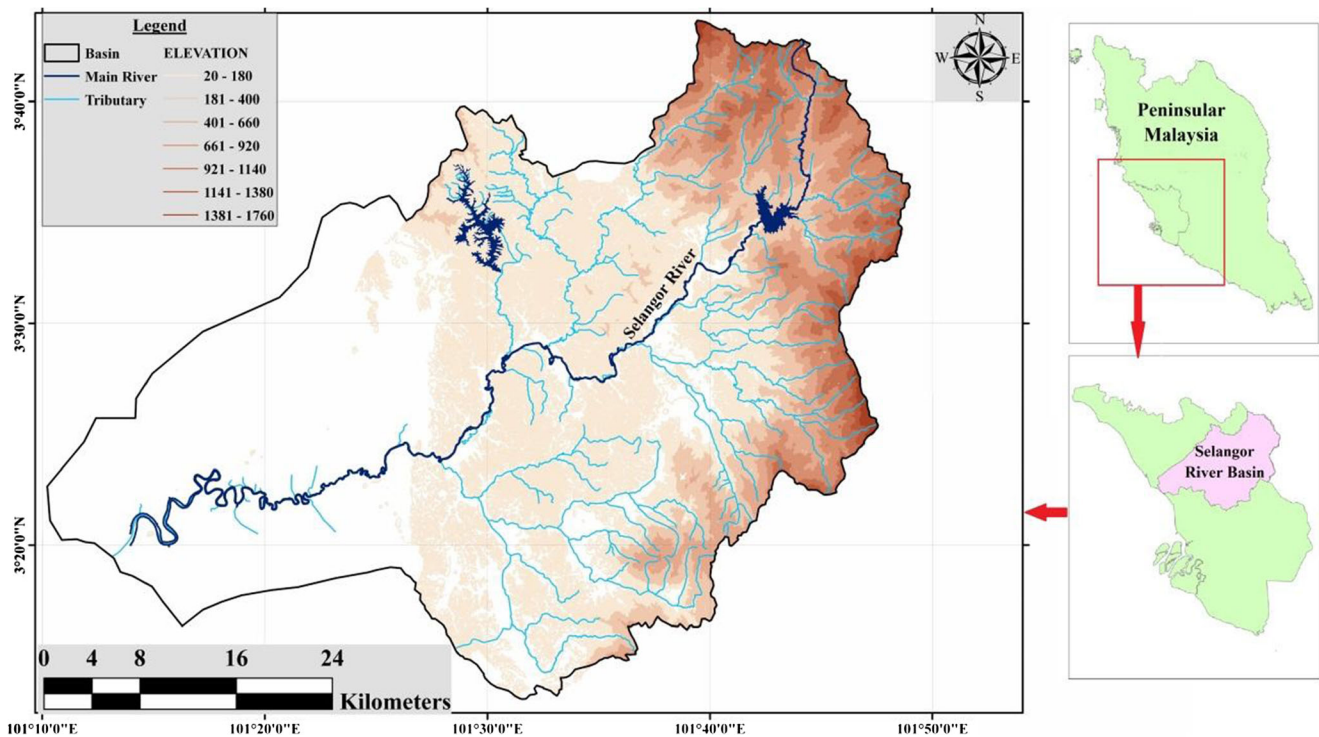 Legend
Basin
Main River
Tributary
ELEVATION
20 - 180
181 - 400
401 - 660
661 - 920
921 - 1140
1141 - 1380
1381 - 1760
N
W E
S
3°40'0"N
3°30'0"N
3°20'0"N
Selangor River
0 4 8 16 24
Kilometers
101°10'0"E 101°20'0"E 101°30'0"E 101°40'0"E 101°50'0"E
Peninsular
Malaysia
Selangor
River Basin